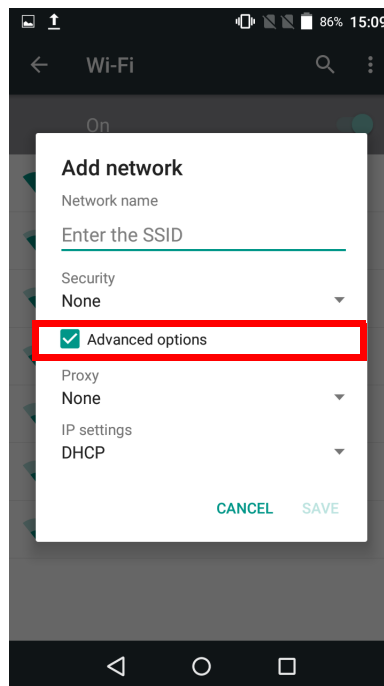 86% 15:09
Wi-Fi
On
Add network
Network name
Enter the SSID
Security
None
Advanced options
Proxy
None
IP settings
DHCP
CANCEL SAVE